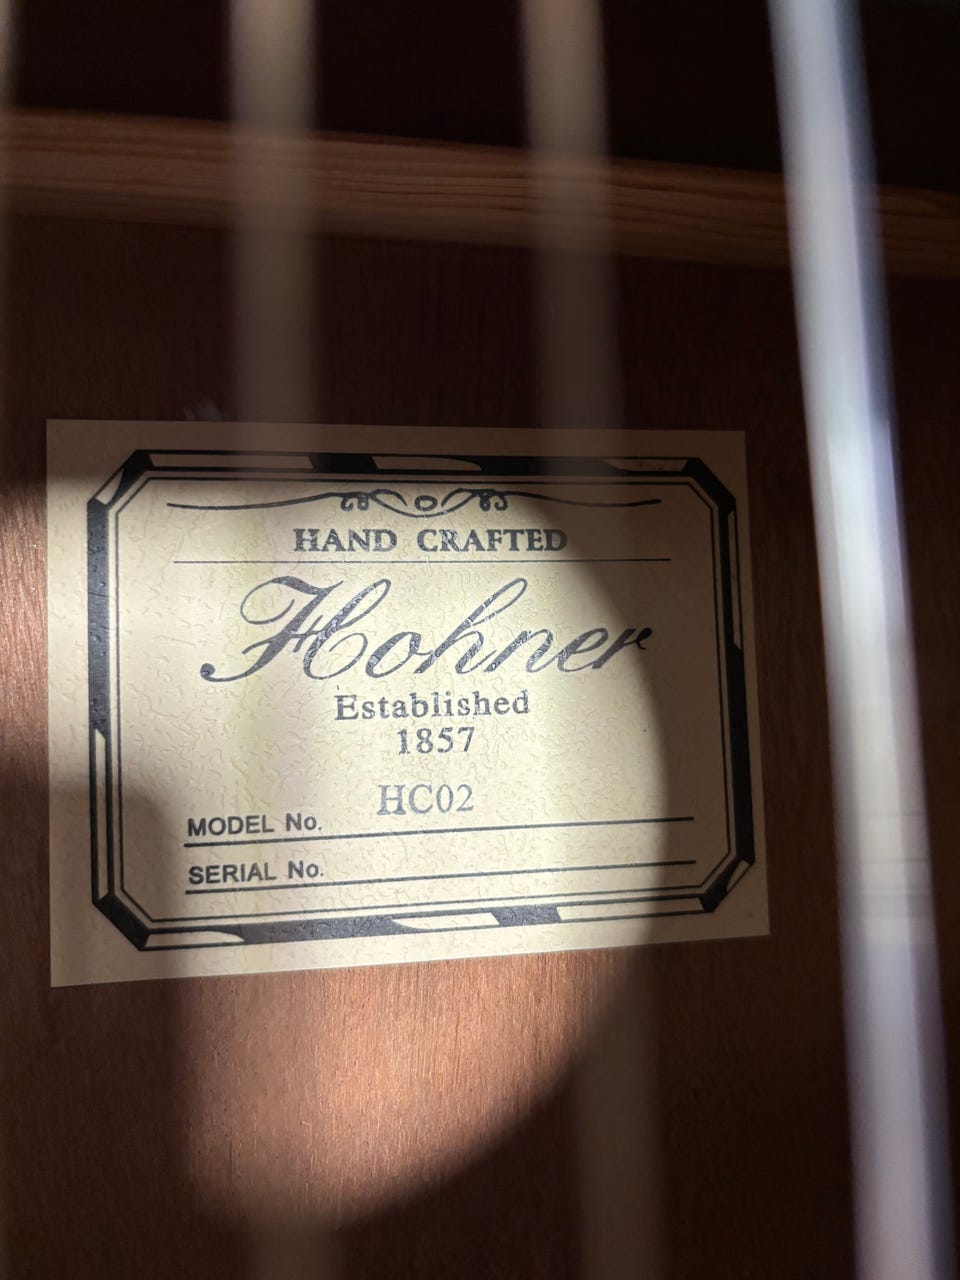 HAND CRAFTED
Hohner
Established
1857
HC02
MODEL No.
SERIAL No.